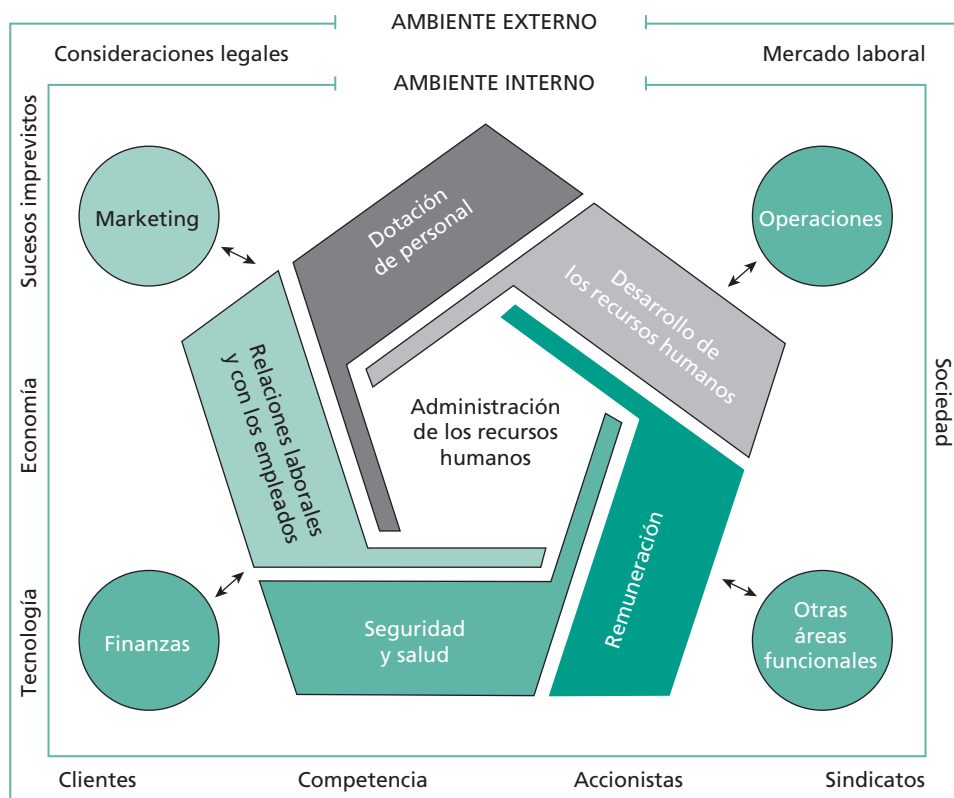 AMBIENTE EXTERNO
Consideraciones legales
Mercado laboral
AMBIENTE INTERNO
Sucesos imprevistos
Economía
Tecnología
Marketing
Dotación
de personal
Operaciones
Desarrollo de
los recursos humanos
Relaciones laborales
y con los empleados
Administración
de los recursos
humanos
Sociedad
Remuneración
Seguridad
y salud
Finanzas
Otras
áreas
funcionales
Clientes
Competencia
Accionistas
Sindicatos